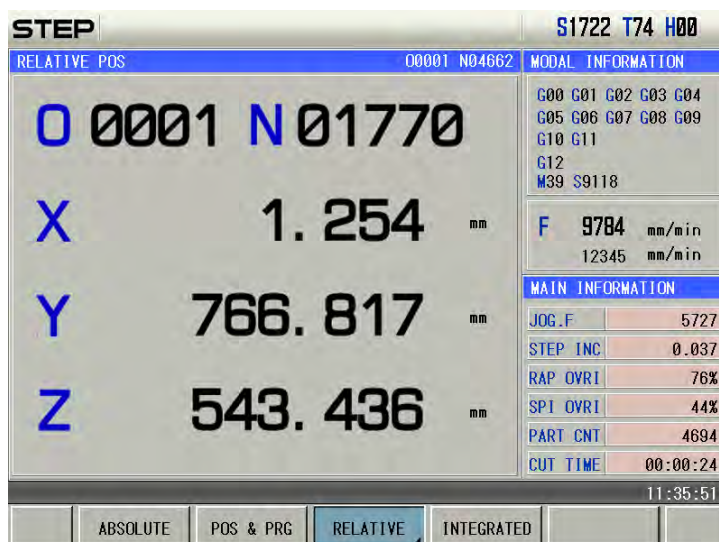 STEP S1722 T74 H00
RELATIVE POS O0001 N04662
O 0001 N 01770
X 1.254 mm
Y 766.817 mm
Z 543.436 mm
MODAL INFORMATION
G00 G01 G02 G03 G04
G05 G06 G07 G08 G09
G10 G11
G12
M39 S9118
F 9784 mm/min
12345 mm/min
MAIN INFORMATION
JOG.F 5727
STEP INC 0.037
RAP OVRI 76%
SPI OVRI 44%
PART CNT 4694
CUT TIME 00:00:24
11:35:51
ABSOLUTE POS & PRG RELATIVE INTEGRATED